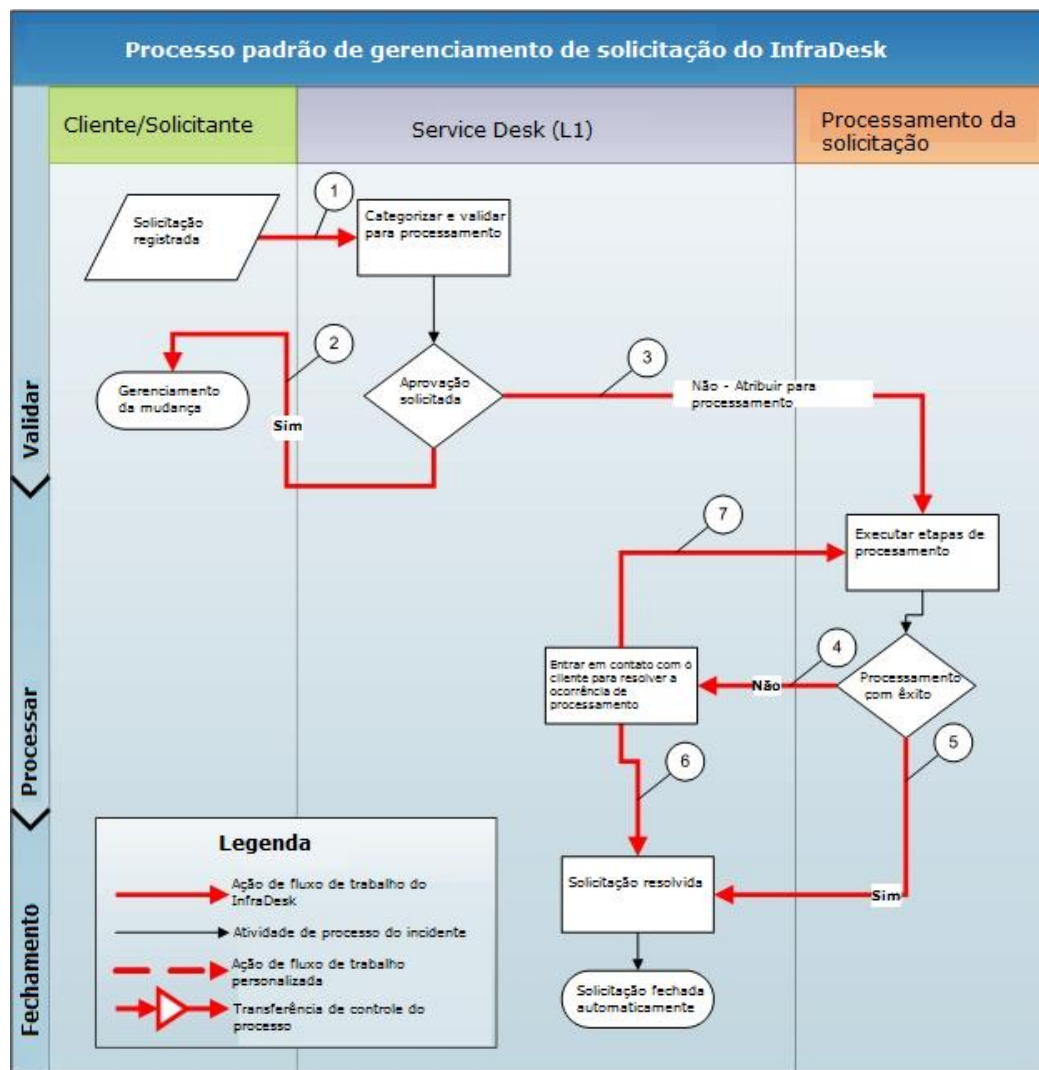 Processo padrão de gerenciamento de solicitação do InfraDesk
Cliente/Solicitante
Service Desk (L1)
Processamento da
solicitação
Validar
Processar
Fechamento
Solicitação
registrada
1
Categorizar e validar
para processamento
2
Gerenciamento
da mudança
Sim
Aprovação
solicitada
3
Não - Atribuir para
processamento
7
Executar etapas de
procesamento
Entrar em contato com o
cliente para resolver a
ocorrência de
processamento
Não
4
Processamento
com êxito
5
6
Solicitação resolvida
Sim
Solicitação fechada
automaticamente
Legenda
Ação de fluxo de trabalho do
InfraDesk
Atividade de processo do incidente
Ação de fluxo de trabalho
personalizada
Transferência de controle do
processo